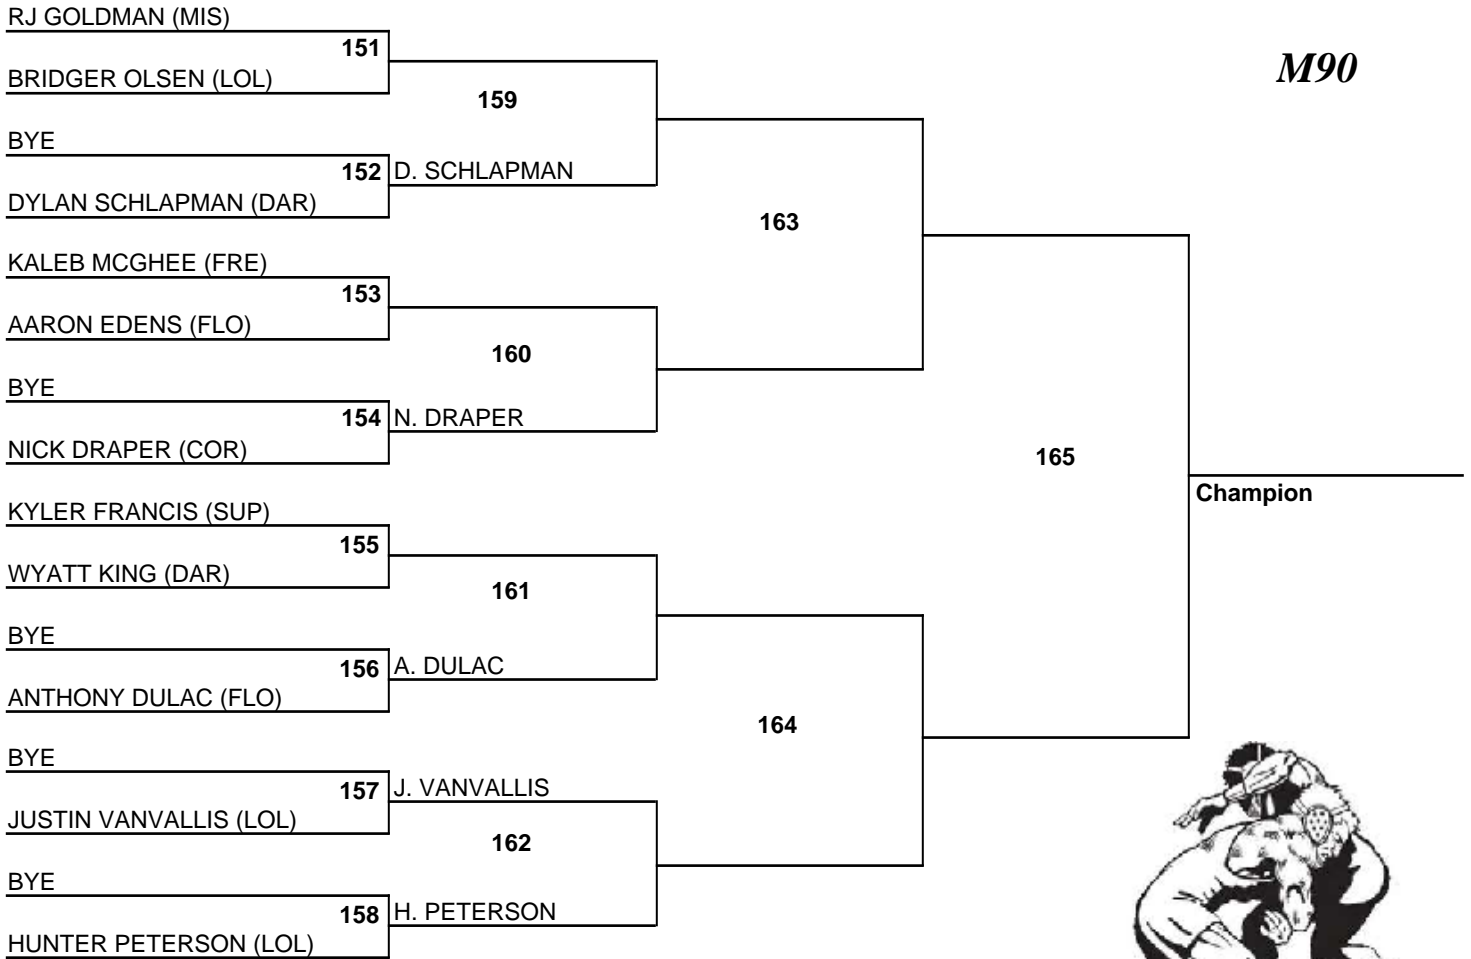 RJ GOLDMAN (MIS)
151
M90
BRIDGER OLSEN (LOL)
159
BYE
152 D. SCHLAPMAN
DYLAN SCHLAPMAN (DAR)
163
KALEB MCGHEE (FRE)
153
AARON EDENS (FLO)
160
BYE
154 N. DRAPER
NICK DRAPER (COR)
165
Champion
KYLER FRANCIS (SUP)
155
WYATT KING (DAR)
161
BYE
156 A. DULAC
ANTHONY DULAC (FLO)
164
BYE
157 J. VANVALLIS
JUSTIN VANVALLIS (LOL)
162
BYE
158 H. PETERSON
HUNTER PETERSON (LOL)